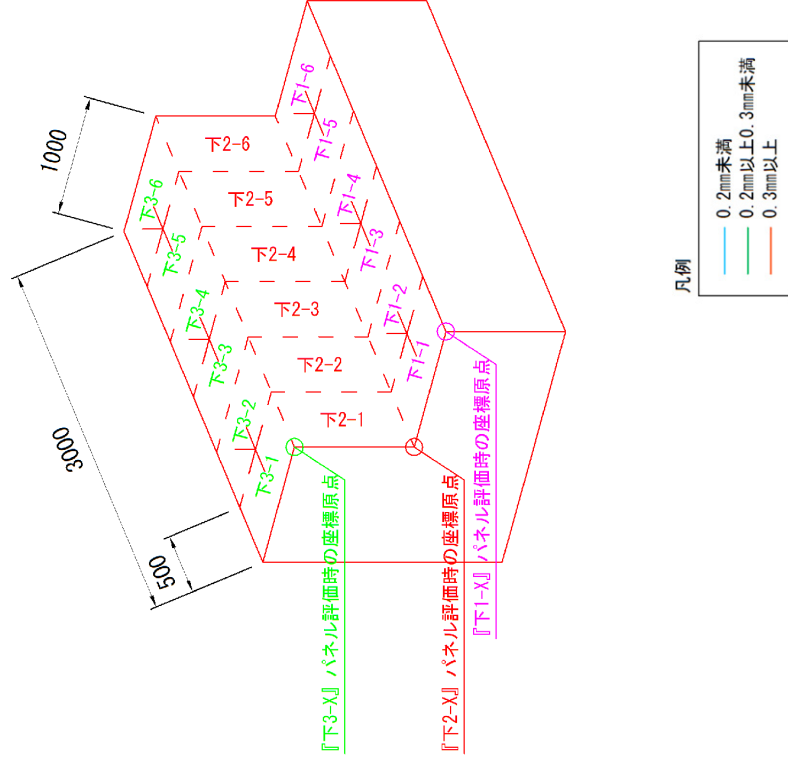 1000
3000
500
下3-6
下3-5
下3-4
下3-3
下3-2
下3-1
下2-6
下2-5
下2-4
下2-3
下2-2
下2-1
下1-6
下1-5
下1-4
下1-3
下1-2
下1-1
『下3-X』パネル評価時の座標原点
『下2-X』パネル評価時の座標原点
『下1-X』パネル評価時の座標原点
凡例
0.2mm未満
0.2mm以上0.3mm未満
0.3mm以上